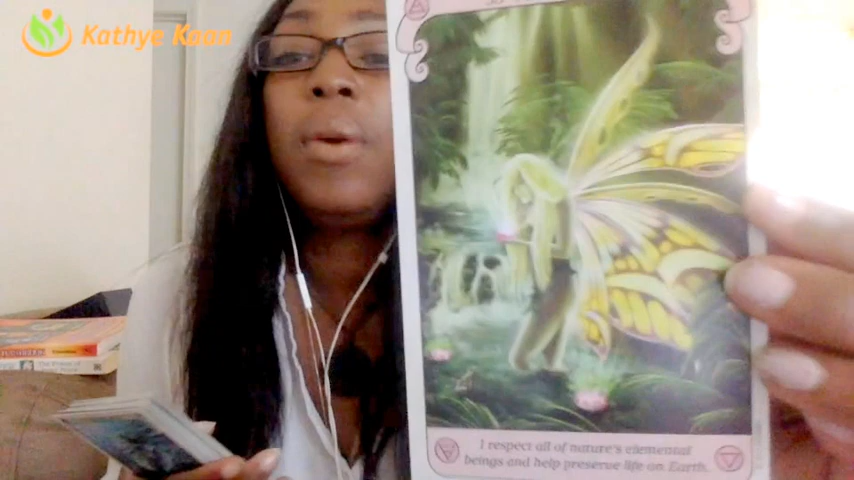 Kathye Kaan
I respect all of nature's elemental
beings and help preserve life on Earth.